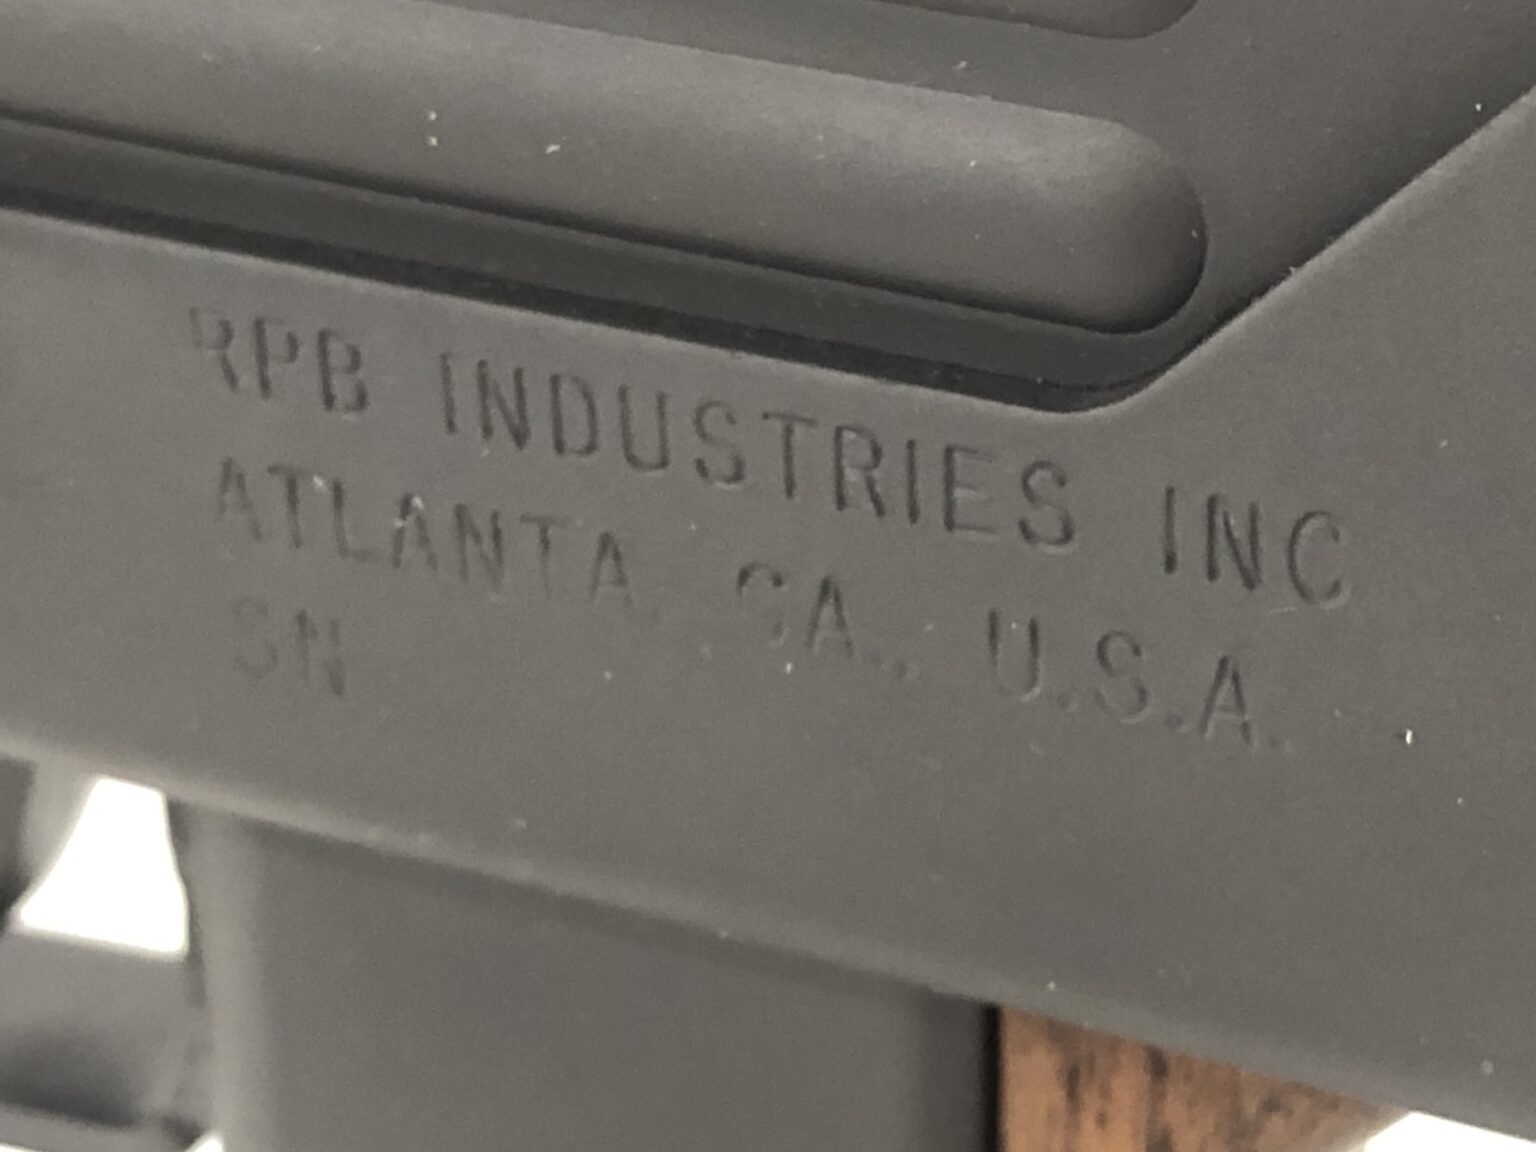 RPB INDUSTRIES INC
ATLANTA, GA., U.S.A.
SN